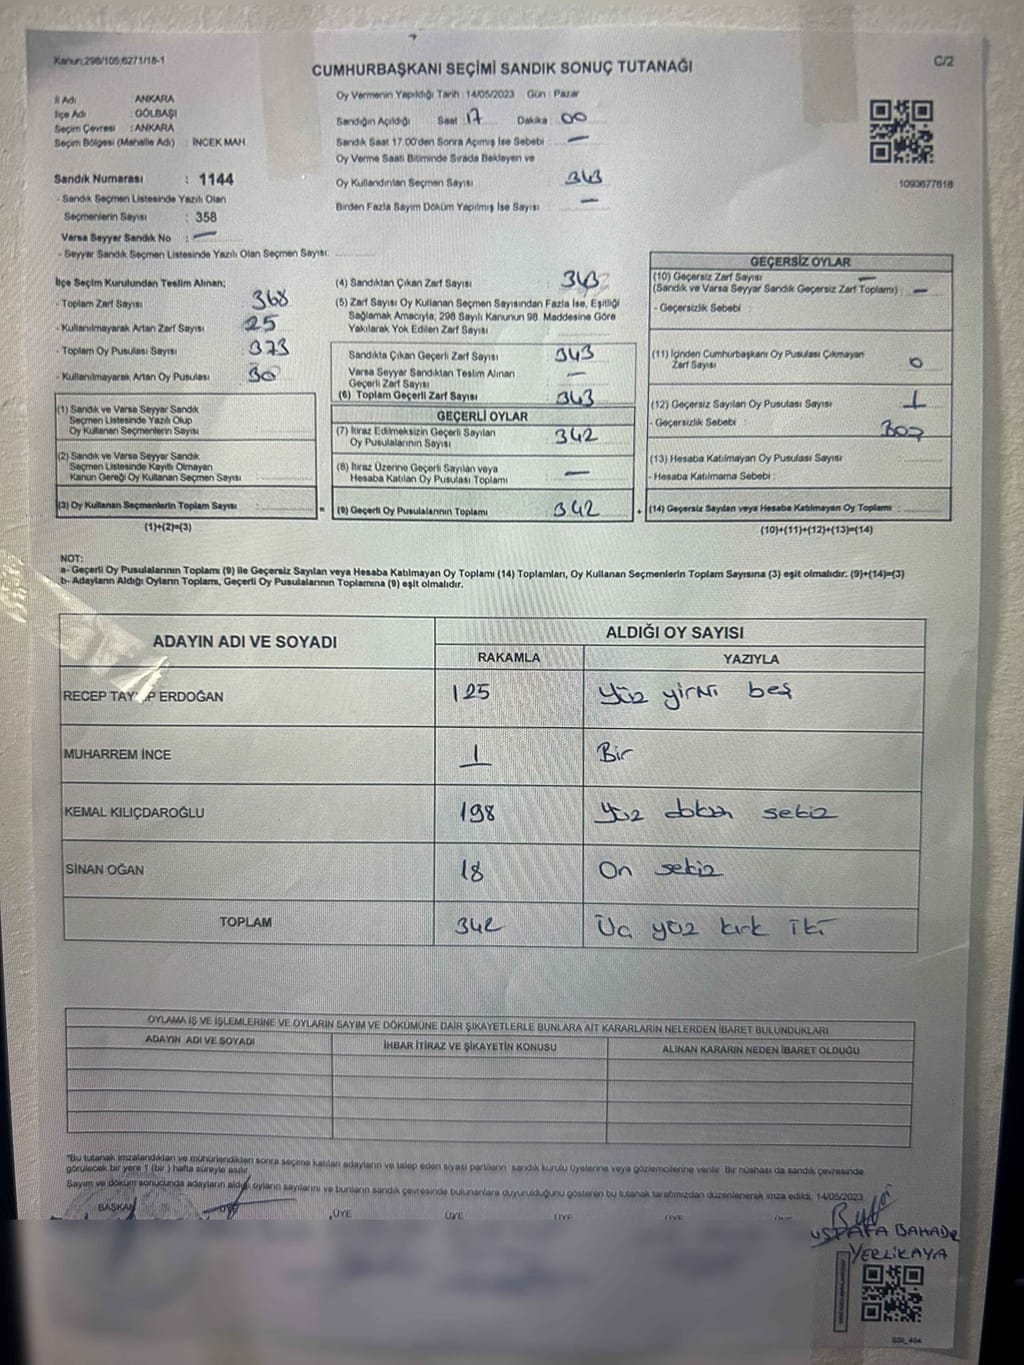 Kanun;298/105;6271/18-1
C/2
CUMHURBAŞKANI SEÇİMİ SANDIK SONUÇ TUTANAĞI
İl Adı : ANKARA
İlçe Adı : GÖLBAŞI
Seçim Çevresi : ANKARA
Seçim Bölgesi (Mahalle Adı) : İNCEK MAH.
Sandık Numarası : 1144
- Sandık Seçmen Listesinde Yazılı Olan
Seçmenlerin Sayısı : 358
Varsa Seyyar Sandık No : —
- Seyyar Sandık Seçmen Listesinde Yazılı Olan Seçmen Sayısı:
Oy Vermenin Yapıldığı Tarih : 14/05/2023 Gün : Pazar
Sandığın Açıldığı Saat 17 Dakika : 00
Sandık Saat 17.00'den Sonra Açımış İse Sebebi : —
Oy Verme Saati Bitiminde Sırada Bekleyen ve
Oy Kullandırılan Seçmen Sayısı : 343
Birden Fazla Sayım Döküm Yapılmış İse Sayısı : —
1093677618
İlçe Seçim Kurulundan Teslim Alınan;
- Toplam Zarf Sayısı : 368
- Kullanılmayarak Artan Zarf Sayısı : 25
- Toplam Oy Pusulası Sayısı : 373
- Kullanılmayarak Artan Oy Pusulası : 30
(1) Sandık ve Varsa Seyyar Sandık
Seçmen Listesinde Yazılı Olup
Oy Kullanan Seçmenlerin Sayısı :
(2) Sandık ve Varsa Seyyar Sandık
Seçmen Listesinde Kayıtlı Olmayan
Kanun Gereği Oy Kullanan Seçmen Sayısı :
(3) Oy Kullanan Seçmenlerin Toplam Sayısı :
(1)+(2)=(3)
(4) Sandıktan Çıkan Zarf Sayısı : 343
(5) Zarf Sayısı Oy Kullanan Seçmen Sayısından Fazla İse, Eşitliği
Sağlamak Amacıyla; 298 Sayılı Kanunun 98. Maddesine Göre
Yakılarak Yok Edilen Zarf Sayısı :
Sandıkta Çıkan Geçerli Zarf Sayısı : 343
Varsa Seyyar Sandıktan Teslim Alınan
Geçerli Zarf Sayısı : —
(6) Toplam Geçerli Zarf Sayısı : 343
GEÇERLİ OYLAR
(7) İtiraz Edilmeksizin Geçerli Sayılan
Oy Pusulalarının Sayısı : 342
(8) İtiraz Üzerine Geçerli Sayılan veya
Hesaba Katılan Oy Pusulası Toplamı : —
= (9) Geçerli Oy Pusulalarının Toplamı : 342 +
GEÇERSİZ OYLAR
(10) Geçersiz Zarf Sayısı —
(Sandık ve Varsa Seyyar Sandık Geçersiz Zarf Toplamı) : —
- Geçersizlik Sebebi :
(11) İçinden Cumhurbaşkanı Oy Pusulası Çıkmayan
Zarf Sayısı : 0
(12) Geçersiz Sayılan Oy Pusulası Sayısı : 1
- Geçersizlik Sebebi :
(13) Hesaba Katılmayan Oy Pusulası Sayısı :
- Hesaba Katılmama Sebebi :
(14) Geçersiz Sayılan veya Hesaba Katılmayan Oy Toplamı :
(10)+(11)+(12)+(13)=(14)
NOT:
a- Geçerli Oy Pusulalarının Toplamı (9) ile Geçersiz Sayılan veya Hesaba Katılmayan Oy Toplamı (14) Toplamları, Oy Kullanan Seçmenlerin Toplam Sayısına (3) eşit olmalıdır. (9)+(14)=(3)
b- Adayların Aldığı Oyların Toplamı, Geçerli Oy Pusulalarının Toplamına (9) eşit olmalıdır.
ADAYIN ADI VE SOYADI ALDIĞI OY SAYISI
RAKAMLA YAZIYLA
RECEP TAY P ERDOĞAN 125 yüz yirmi beş
MUHARREM İNCE 1 Bir
KEMAL KILIÇDAROĞLU 198 yüz doksan sekiz
SİNAN OĞAN 18 On sekiz
TOPLAM 342 Üç yüz kırk iki
OYLAMA İŞ VE İŞLEMLERİNE VE OYLARIN SAYIM VE DÖKÜMÜNE DAİR ŞİKAYETLERLE BUNLARA AİT KARARLARIN NELERDEN İBARET BULUNDUKLARI
ADAYIN ADI VE SOYADI İHBAR İTİRAZ VE ŞİKAYETİN KONUSU ALINAN KARARIN NEDEN İBARET OLDUĞU
*Bu tutanak imzalandıktan ve mühürlendikten sonra seçime katılan adayların ve talep eden siyasi partilerin sandık kurulu üyelerine veya gözlemcilerine verilir. Bir nüshası da sandık çevresinde
görülecek bir yere 1 (bir) hafta süreyle asılır.
Sayım ve döküm sonucunda adayların aldığı oyların sayılarını ve bunların sandık çevresinde bulunanlara duyurulduğunu gösteren bu tutanak tarafımızdan düzenlenerek imza edildi. 14/05/2023
BAŞKAN ÜYE ÜYE ÜYE ÜYE ÜYE
USTAFA BAHADır
YERLİKAYA